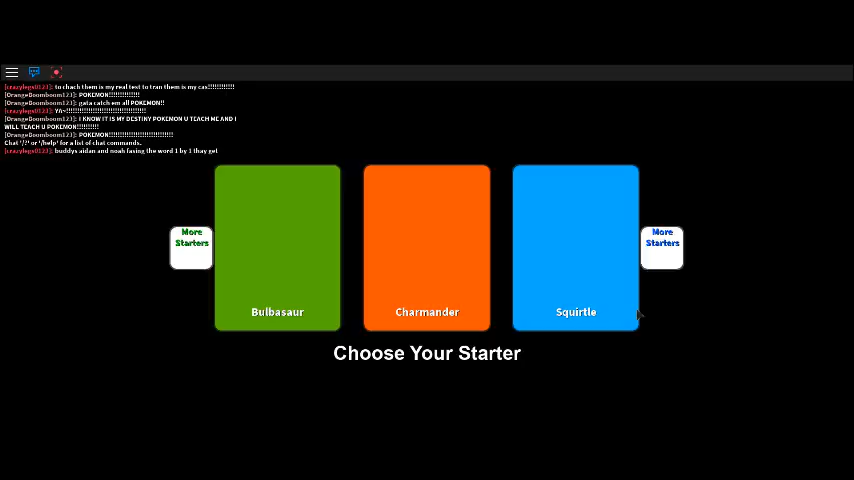 [crazylegs0123]: to chach them is my real test to tran them is my cas!!!!!!!!!!!!!
[OrangeBoomboom123]: POKEMON!!!!!!!!!!!!!!!
[OrangeBoomboom123]: gata catch em all POKEMON!!
[crazylegs0123]: YA~!!!!!!!!!!!!!!!!!!!!!!!!!!!!!!!!!!!!!
[OrangeBoomboom123]: I KNOW IT IS MY DESTINY POKEMON U TEACH ME AND I
WILL TEACH U POKEMON!!!!!!!!!!!
[OrangeBoomboom123]: POKEMON!!!!!!!!!!!!!!!!!!!!!!!!!!!!!!
Chat '/?' or '/help' for a list of chat commands.
[crazylegs0123]: buddys aidan and noah fasing the word 1 by 1 thay get
More
Starters
Bulbasaur
Charmander
Squirtle
More
Starters
Choose Your Starter